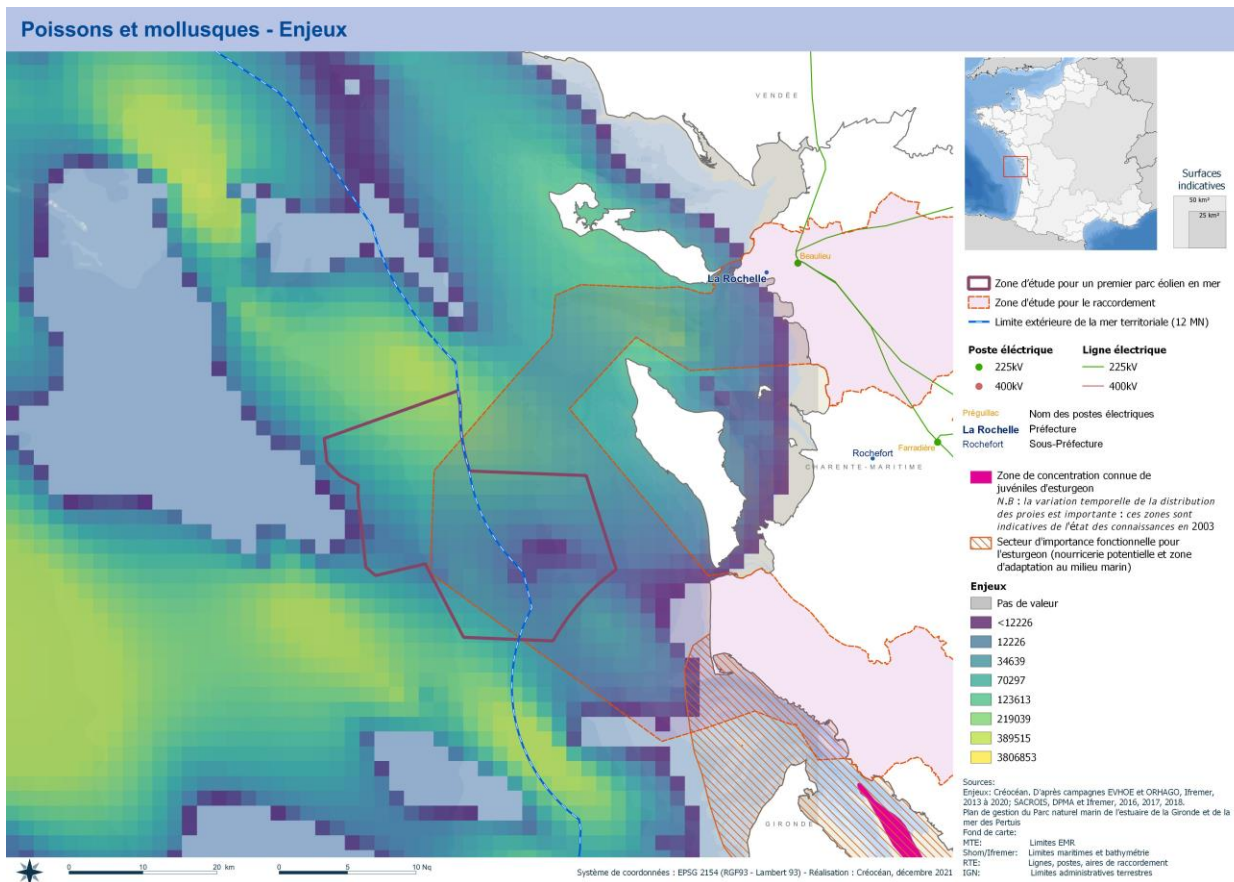 Poissons et mollusques - Enjeux
VENDÉE
Beaulieu
La Rochelle
Rochefort
Farradière
CHARENTE-MARITIME
GIRONDE
Surfaces
indicatives
50 km²
25 km²
Zone d'étude pour un premier parc éolien en mer
Zone d'étude pour le raccordement
Limite extérieure de la mer territoriale (12 MN)
Poste éléctrique
Ligne électrique
225kV
225kV
400kV
400kV
Préguillac
Nom des postes électriques
La Rochelle
Préfecture
Rochefort
Sous-Préfecture
Zone de concentration connue de
juvéniles d'esturgeon
N.B : la variation temporelle de la distribution
des proies est importante : ces zones sont
indicatives de l'état des connaissances en 2003
Secteur d'importance fonctionnelle pour
l'esturgeon (nourricerie potentielle et zone
d'adaptation au milieu marin)
Enjeux
Pas de valeur
<12226
12226
34639
70297
123613
219039
389515
3806853
Sources:
Enjeux: Créocéan, D'après campagnes EVHOE et ORHAGO, Ifremer,
2013 à 2020; SACROIS, DPMA et Ifremer, 2016, 2017, 2018.
Plan de gestion du Parc naturel marin de l'estuaire de la Gironde et de la
mer des Pertuis
Fond de carte:
MTE: Limites EMR
Shom/Ifremer: Limites maritimes et bathymétrie
RTE: Lignes, postes, aires de raccordement
IGN: Limites administratives terrestres
0 10 20 km
0 5 10 Nq
Système de coordonnées : EPSG 2154 (RGF93 - Lambert 93) - Réalisation : Créocéan, décembre 2021